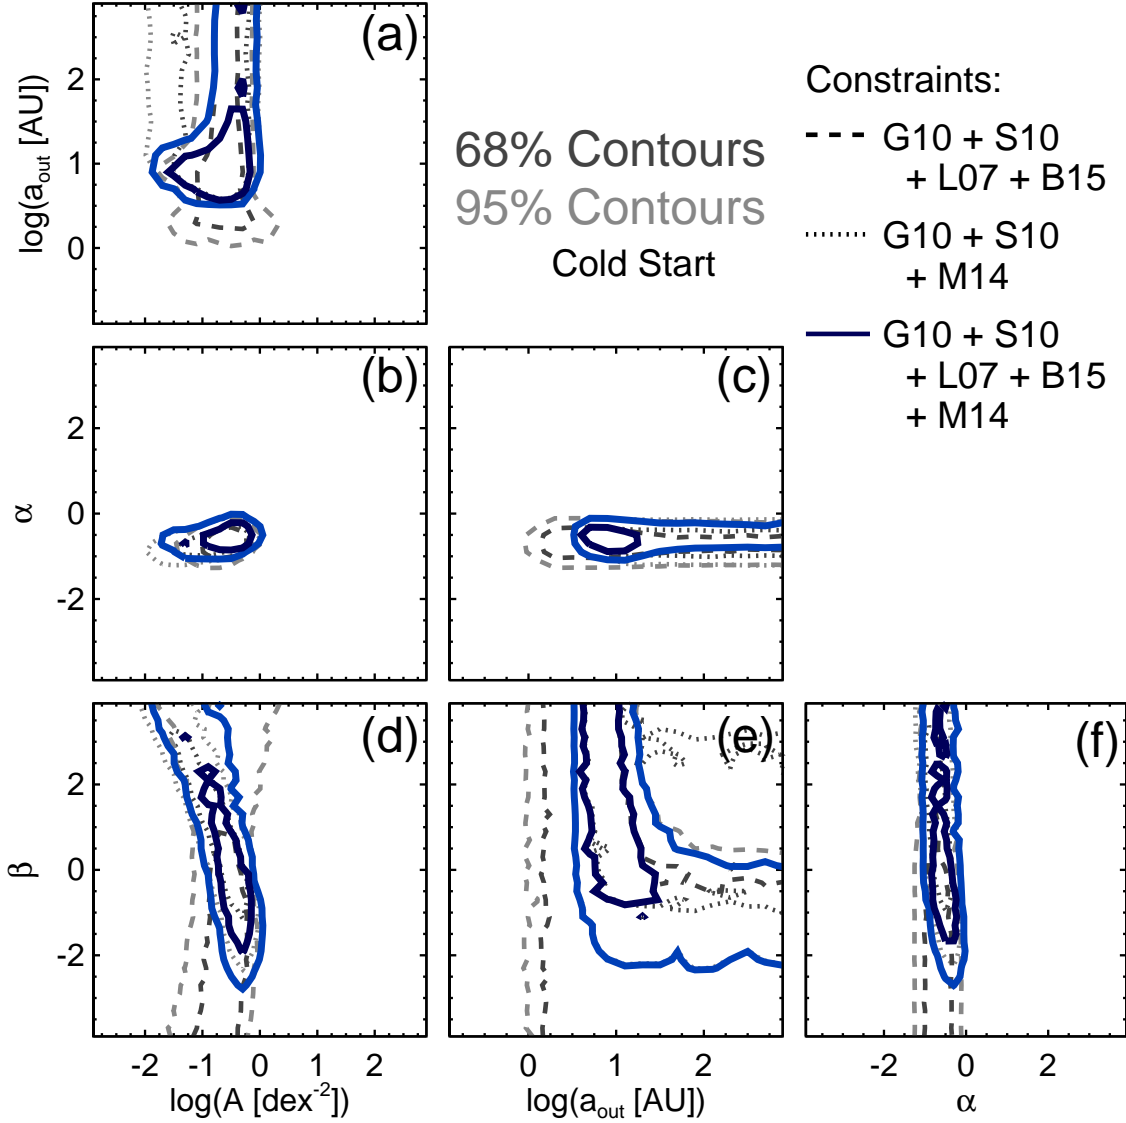 (a)
2
1
0
log(a_out [AU])
68% Contours
95% Contours
Cold Start
Constraints:
G10 + S10
+ L07 + B15
G10 + S10
+ M14
G10 + S10
+ L07 + B15
+ M14
(b)
(c)
2
0
-2
α
(d)
(e)
(f)
2
0
-2
β
-2 -1 0 1 2
0 1 2
-2 0 2
log(A [dex⁻²])
log(a_out [AU])
α